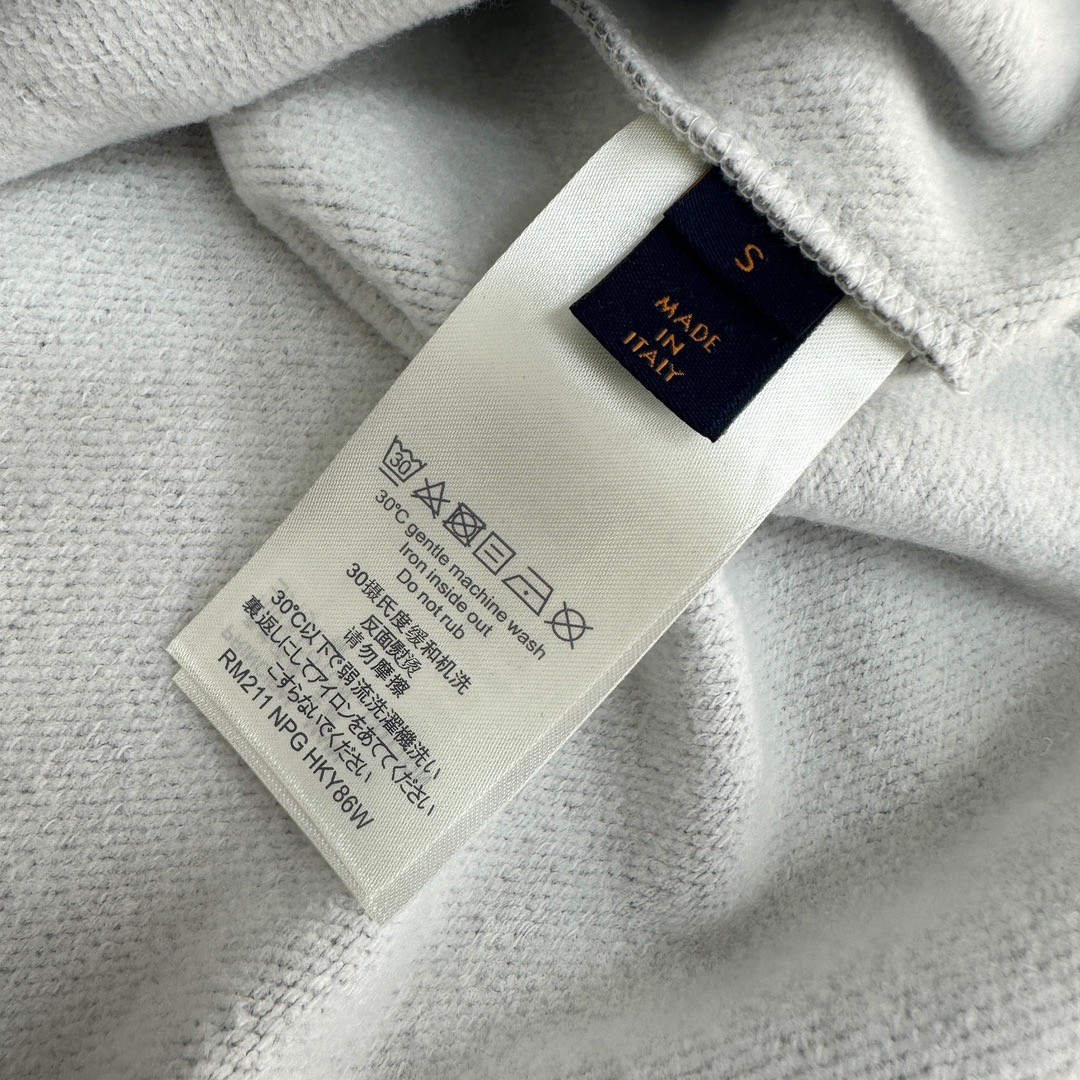 S
MADE
IN
ITALY
30
30°C gentle machine wash
Iron inside out
Do not rub
30摄氏度缓和机洗
反面熨烫
请勿摩擦
30℃以下で弱流洗濯機洗い
裏返しにしてアイロンをあててください
こすらないでください
RM211 NPG HKY86W